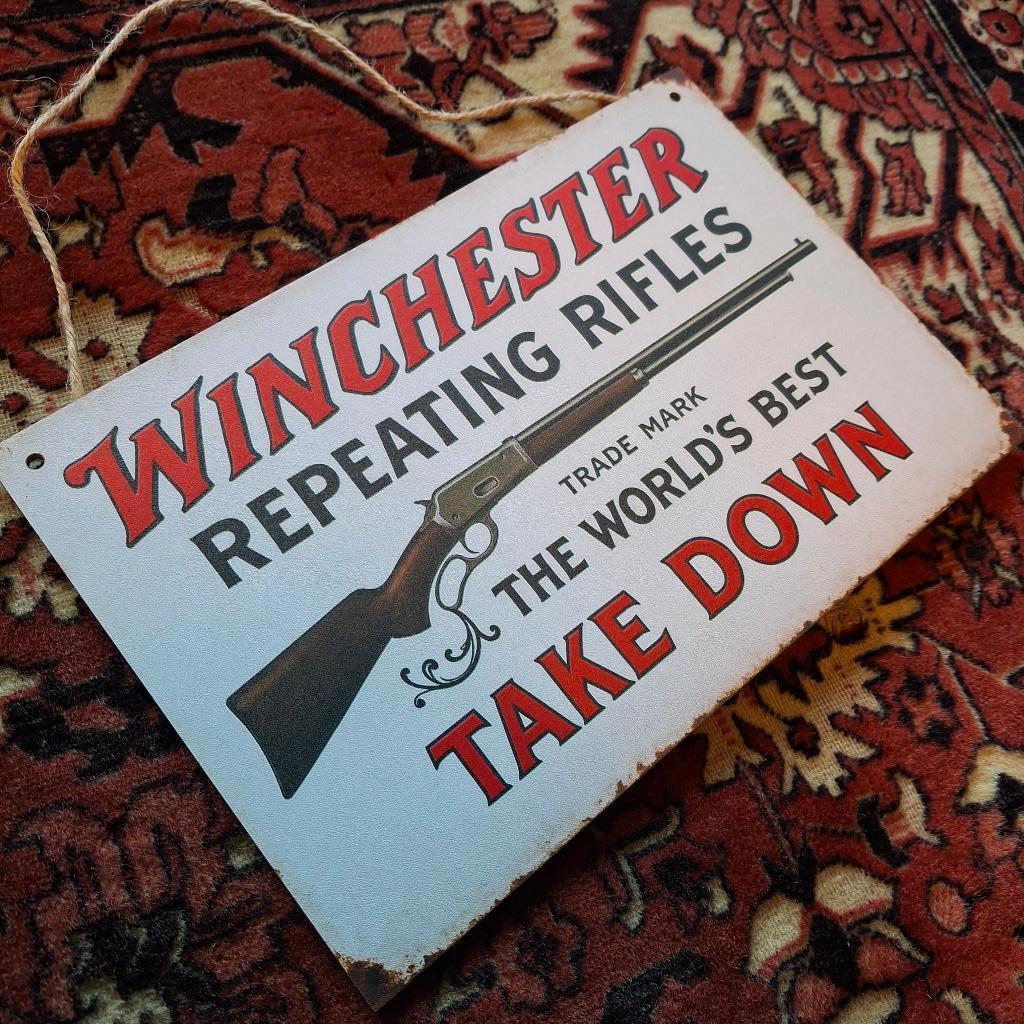 WINCHESTER
REPEATING RIFLES
TRADE MARK
THE WORLD'S BEST
TAKE DOWN